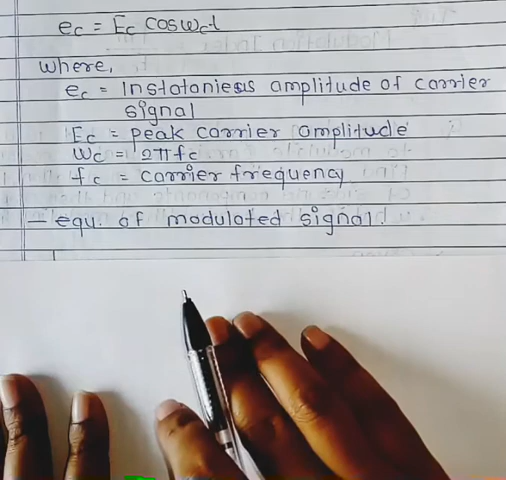 ec = Ec cosωct
where,
ec = Instataniesus amplitude of carrier
signal
Ec = peak carrier amplitude
ωc = 2πfc
fc = carrier frequency
– equ. of modulated signal: